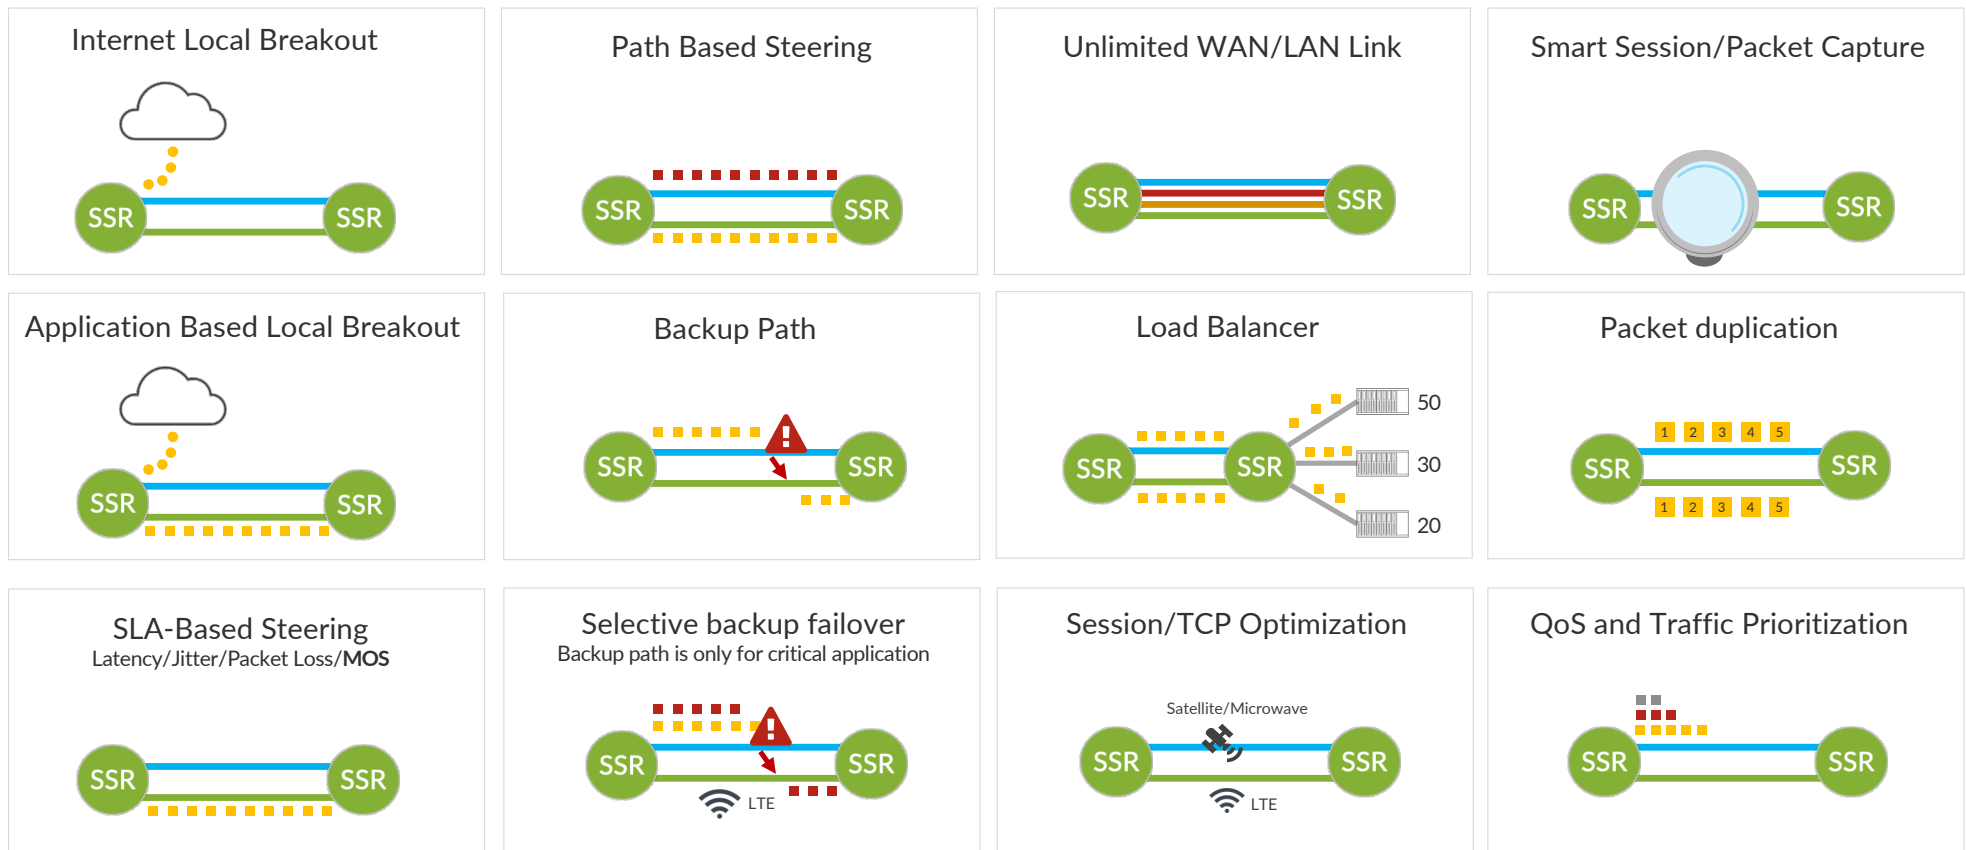 Internet Local Breakout
SSR
SSR
Path Based Steering
SSR
SSR
Unlimited WAN/LAN Link
SSR
SSR
Smart Session/Packet Capture
SSR
SSR
Application Based Local Breakout
SSR
SSR
Backup Path
SSR
SSR
Load Balancer
SSR
SSR
50
30
20
Packet duplication
1 2 3 4 5
SSR
SSR
1 2 3 4 5
SLA-Based Steering
Latency/Jitter/Packet Loss/MOS
SSR
SSR
Selective backup failover
Backup path is only for critical application
SSR
SSR
LTE
Session/TCP Optimization
Satellite/Microwave
SSR
SSR
LTE
QoS and Traffic Prioritization
SSR
SSR